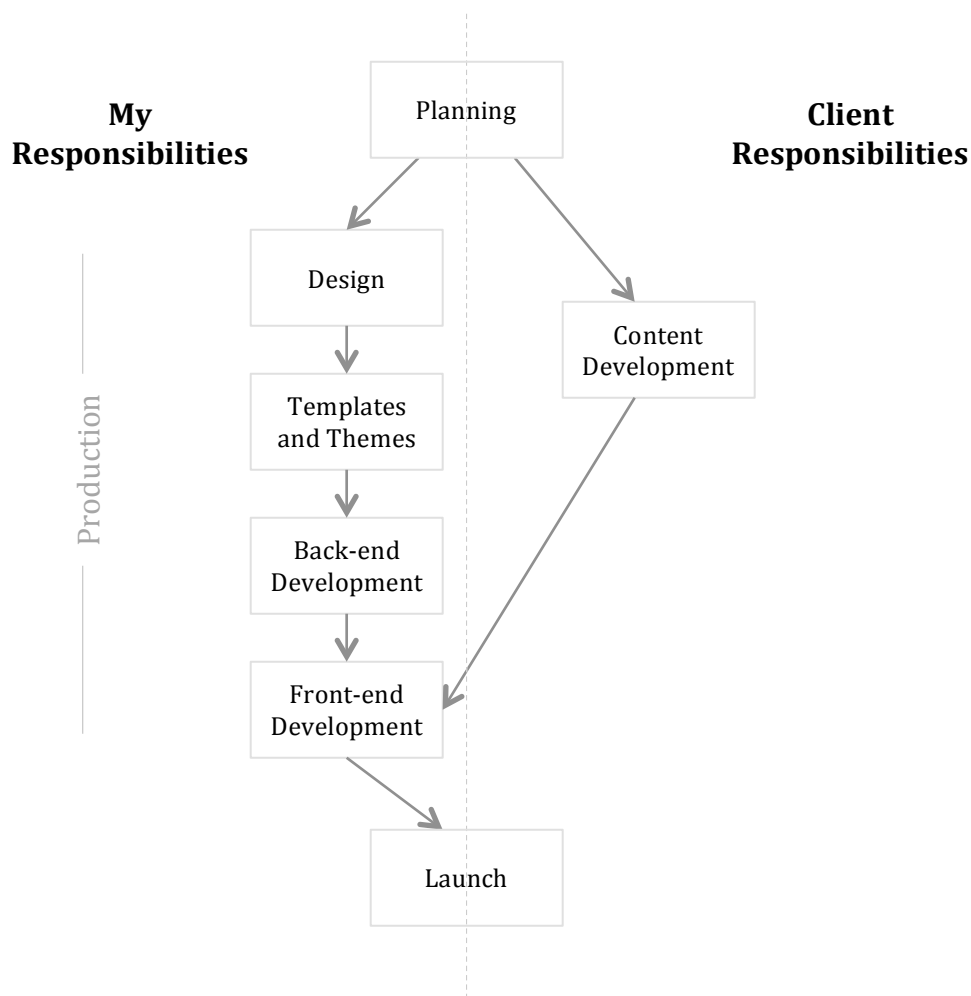 Planning
My
Responsibilities
Client
Responsibilities
Design
Content
Development
Templates
and Themes
Production
Back-end
Development
Front-end
Development
Launch